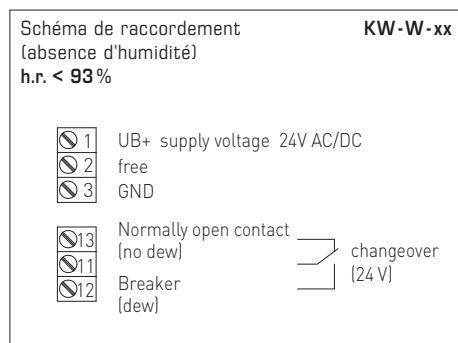 Schéma de raccordement KW-W-xx
(absence d'humidité)
h.r. < 93 %
1 UB+ supply voltage 24V AC/DC
2 free
3 GND
13 Normally open contact
(no dew)
11 changeover
(24 V)
12 Breaker
(dew)